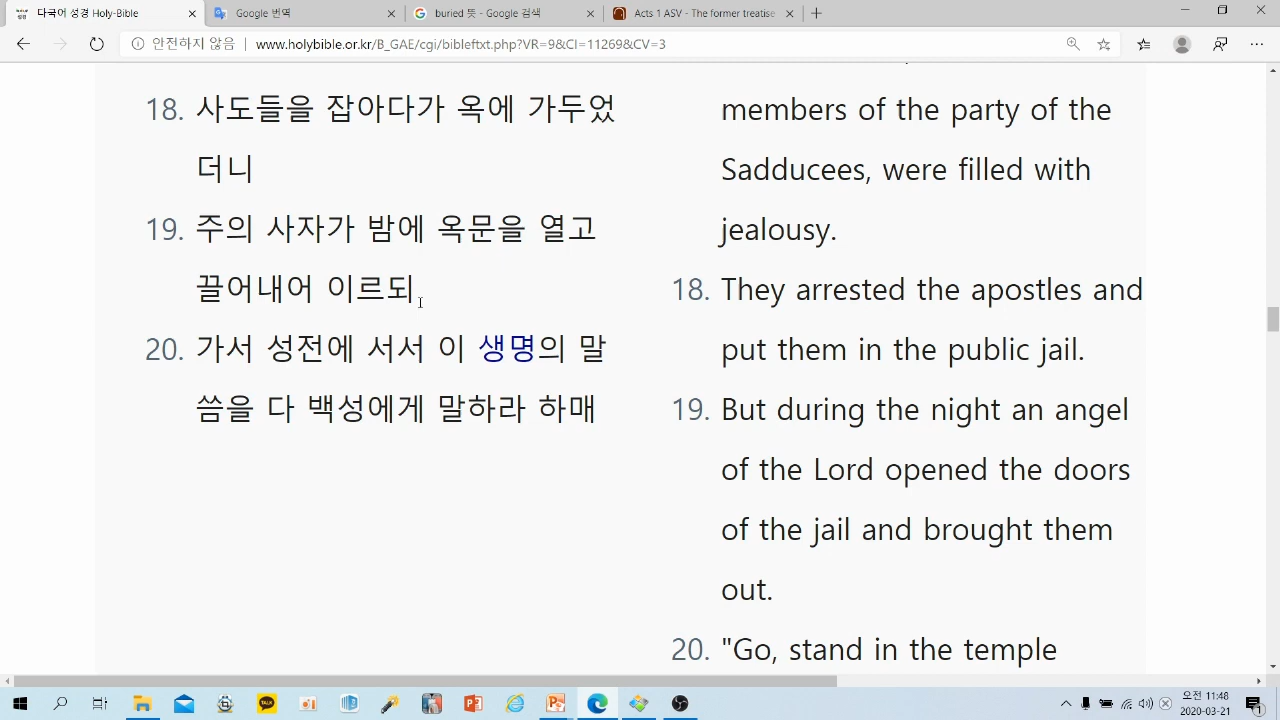 다국어 성경 Holy-Bible
Google 번역
buried 뜻 - Google 검색
Acts 1 ASV - The former treatise
안전하지 않음 | www.holybible.or.kr/B_GAE/cgi/bibleftxt.php?VR=9&CI=11269&CV=3
18. 사도들을 잡아다가 옥에 가두었
더니
19. 주의 사자가 밤에 옥문을 열고
끌어내어 이르되
20. 가서 성전에 서서 이 생명의 말
씀을 다 백성에게 말하라 하매
members of the party of the
Sadducees, were filled with
jealousy.
18. They arrested the apostles and
put them in the public jail.
19. But during the night an angel
of the Lord opened the doors
of the jail and brought them
out.
20. "Go, stand in the temple
TALK
오전 11:48
2020-03-21